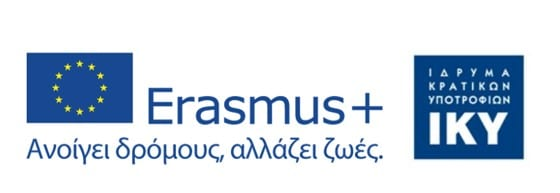 Erasmus+
Ανοίγει δρόμους, αλλάζει ζωές.
ΙΔΡΥΜΑ
ΚΡΑΤΙΚΩΝ
ΥΠΟΤΡΟΦΙΩΝ
ΙΚΥ